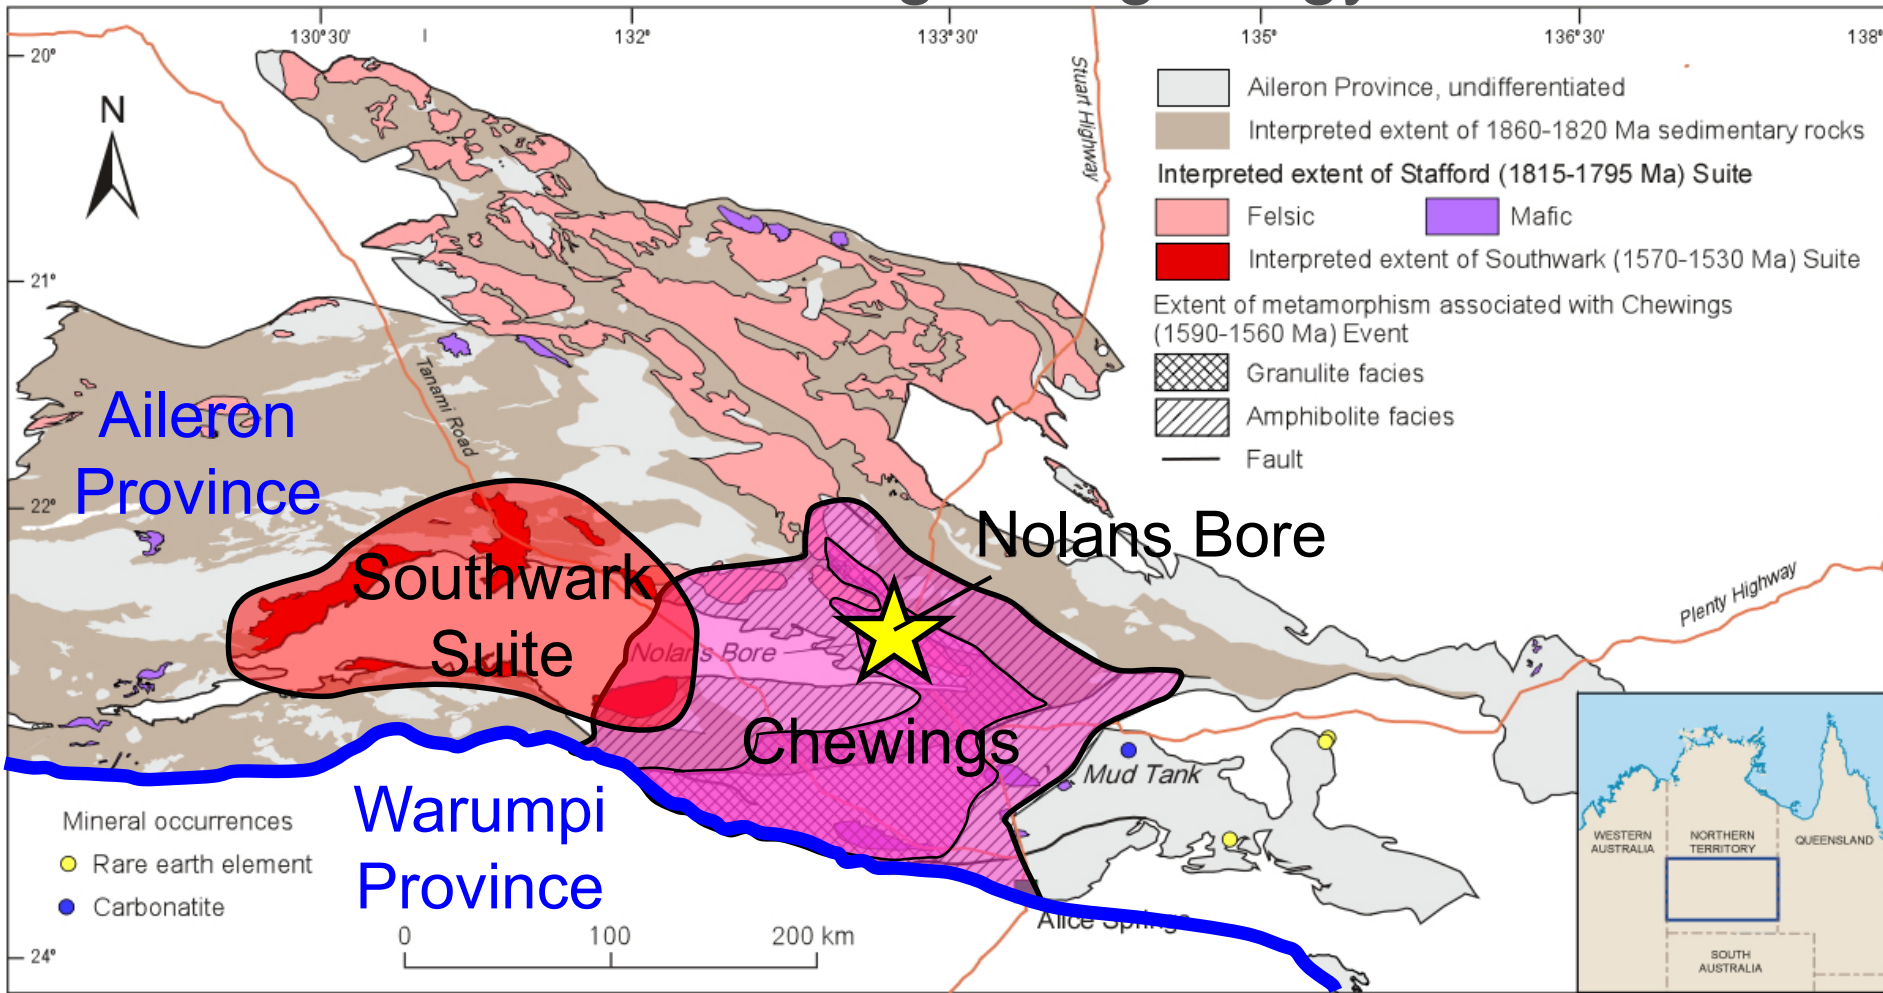 130°30'
132°
133°30'
135°
136°30'
138°
20°
N
21°
22°
24°
Stuart Highway
Tanami Road
Plenty Highway
Aileron Province, undifferentiated
Interpreted extent of 1860-1820 Ma sedimentary rocks
Interpreted extent of Stafford (1815-1795 Ma) Suite
Felsic
Mafic
Interpreted extent of Southwark (1570-1530 Ma) Suite
Extent of metamorphism associated with Chewings
(1590-1560 Ma) Event
Granulite facies
Amphibolite facies
Fault
Aileron
Province
Southwark
Suite
Nolans Bore
Nolans Bore
Chewings
Mud Tank
Warumpi
Province
Alice Springs
Mineral occurrences
Rare earth element
Carbonatite
0
100
200 km
WESTERN
AUSTRALIA
NORTHERN
TERRITORY
QUEENSLAND
SOUTH
AUSTRALIA